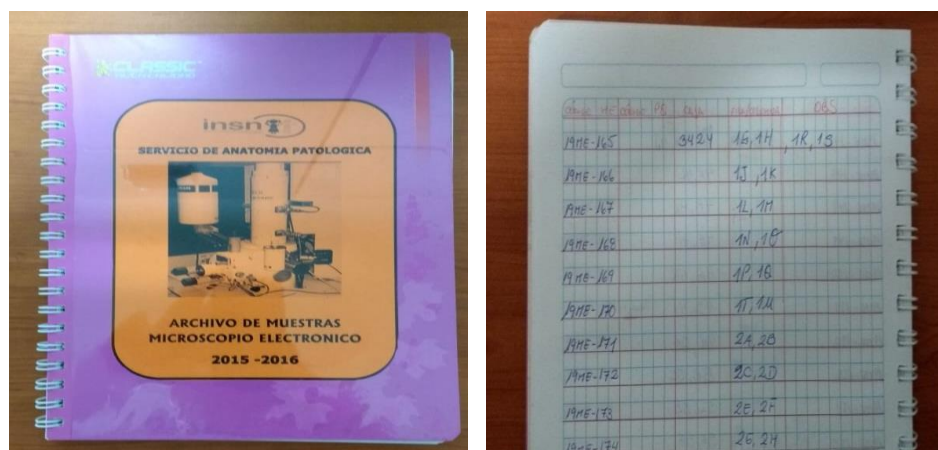 CLASSIC
insn
SERVICIO DE ANATOMIA PATOLOGICA
ARCHIVO DE MUESTRAS
MICROSCOPIO ELECTRONICO
2015 -2016
OBS
19ME-165 3424 1G, 1H, 1R, 1S
19ME-166 1J, 1K
19ME-167 1L, 1M
19ME-168 1N, 1O
19ME-169 1P, 1Q
19ME-170 1T, 1U
19ME-171 2A, 2B
19ME-172 2C, 2D
19ME-173 2E, 2F
19ME-174 2G, 2H